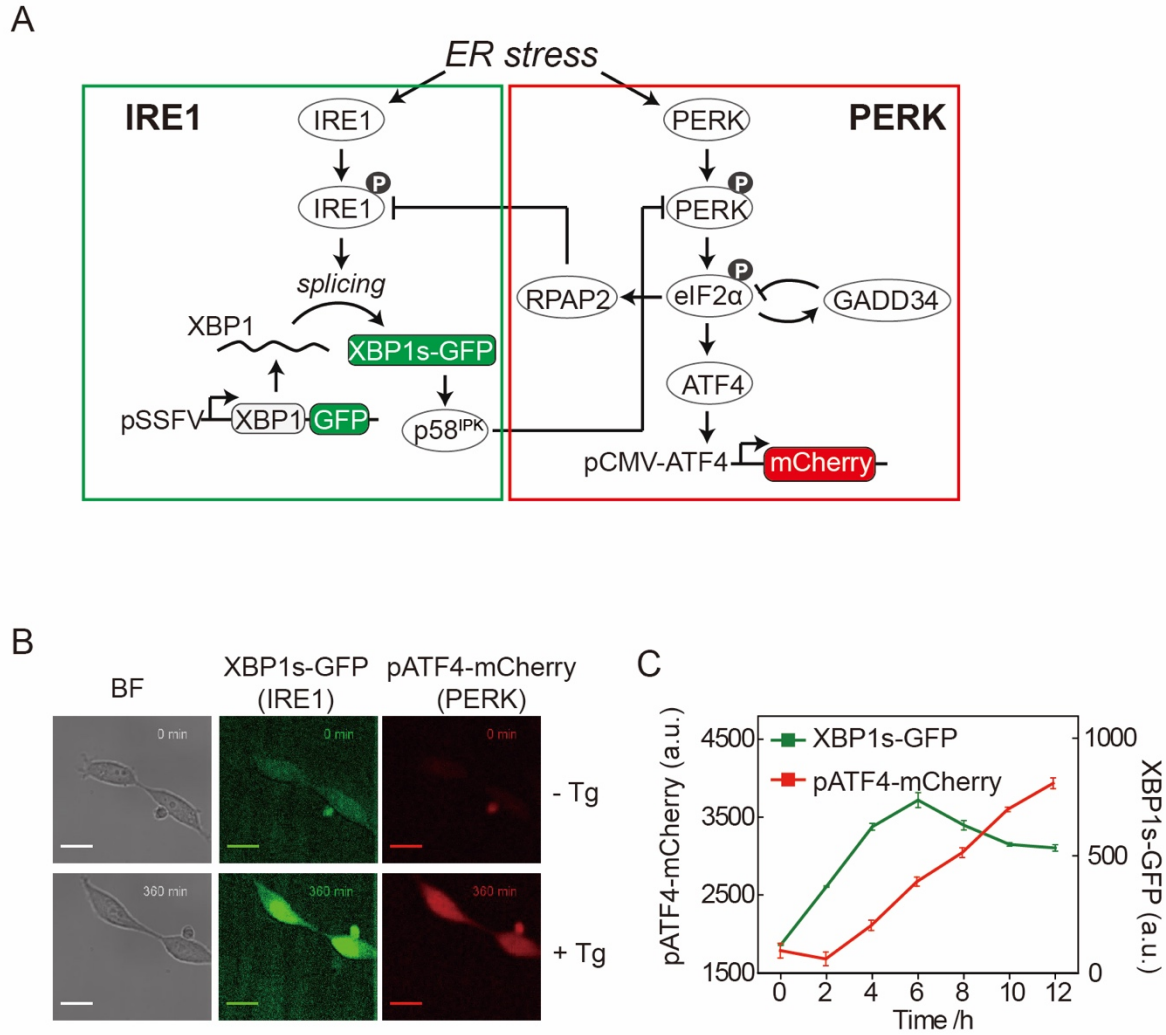 A
ER stress
IRE1
PERK
IRE1
PERK
P
P
IRE1
PERK
P
splicing
RPAP2
eIF2α
GADD34
XBP1
XBP1s-GFP
ATF4
pSSFV
XBP1
GFP
p58IPK
pCMV-ATF4
mCherry
B
BF
XBP1s-GFP
(IRE1)
pATF4-mCherry
(PERK)
0 min
0 min
0 min
- Tg
360 min
360 min
360 min
+ Tg
C
pATF4-mCherry (a.u.)
4500
3500
2500
1500
XBP1s-GFP
pATF4-mCherry
1000
500
0
XBP1s-GFP (a.u.)
0 2 4 6 8 10 12
Time /h